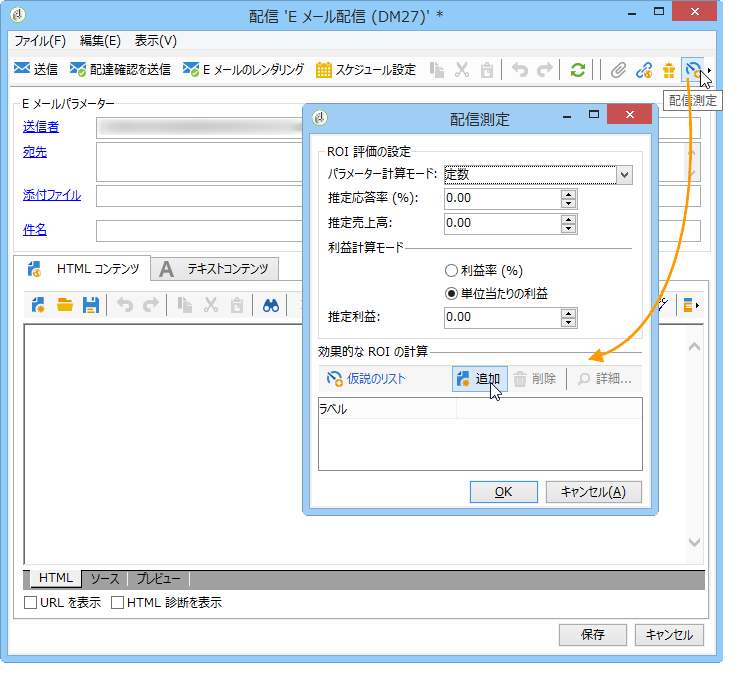 配信 'E メール配信 (DM27)' *
ファイル(F) 編集(E) 表示(V)
送信 配達確認を送信 E メールのレンダリング スケジュール設定
配信測定
E メールパラメーター
送信者
宛先
添付ファイル
件名
HTML コンテンツ テキストコンテンツ
配信測定
ROI 評価の設定
パラメーター計算モード: 定数
推定応答率 (%): 0.00
推定売上高: 0.00
利益計算モード
利益率 (%)
単位当たりの利益
推定利益: 0.00
効果的な ROI の計算
仮説のリスト 追加 削除 詳細...
ラベル
OK キャンセル(A)
HTML ソース プレビュー
URL を表示 HTML 診断を表示
保存 キャンセル